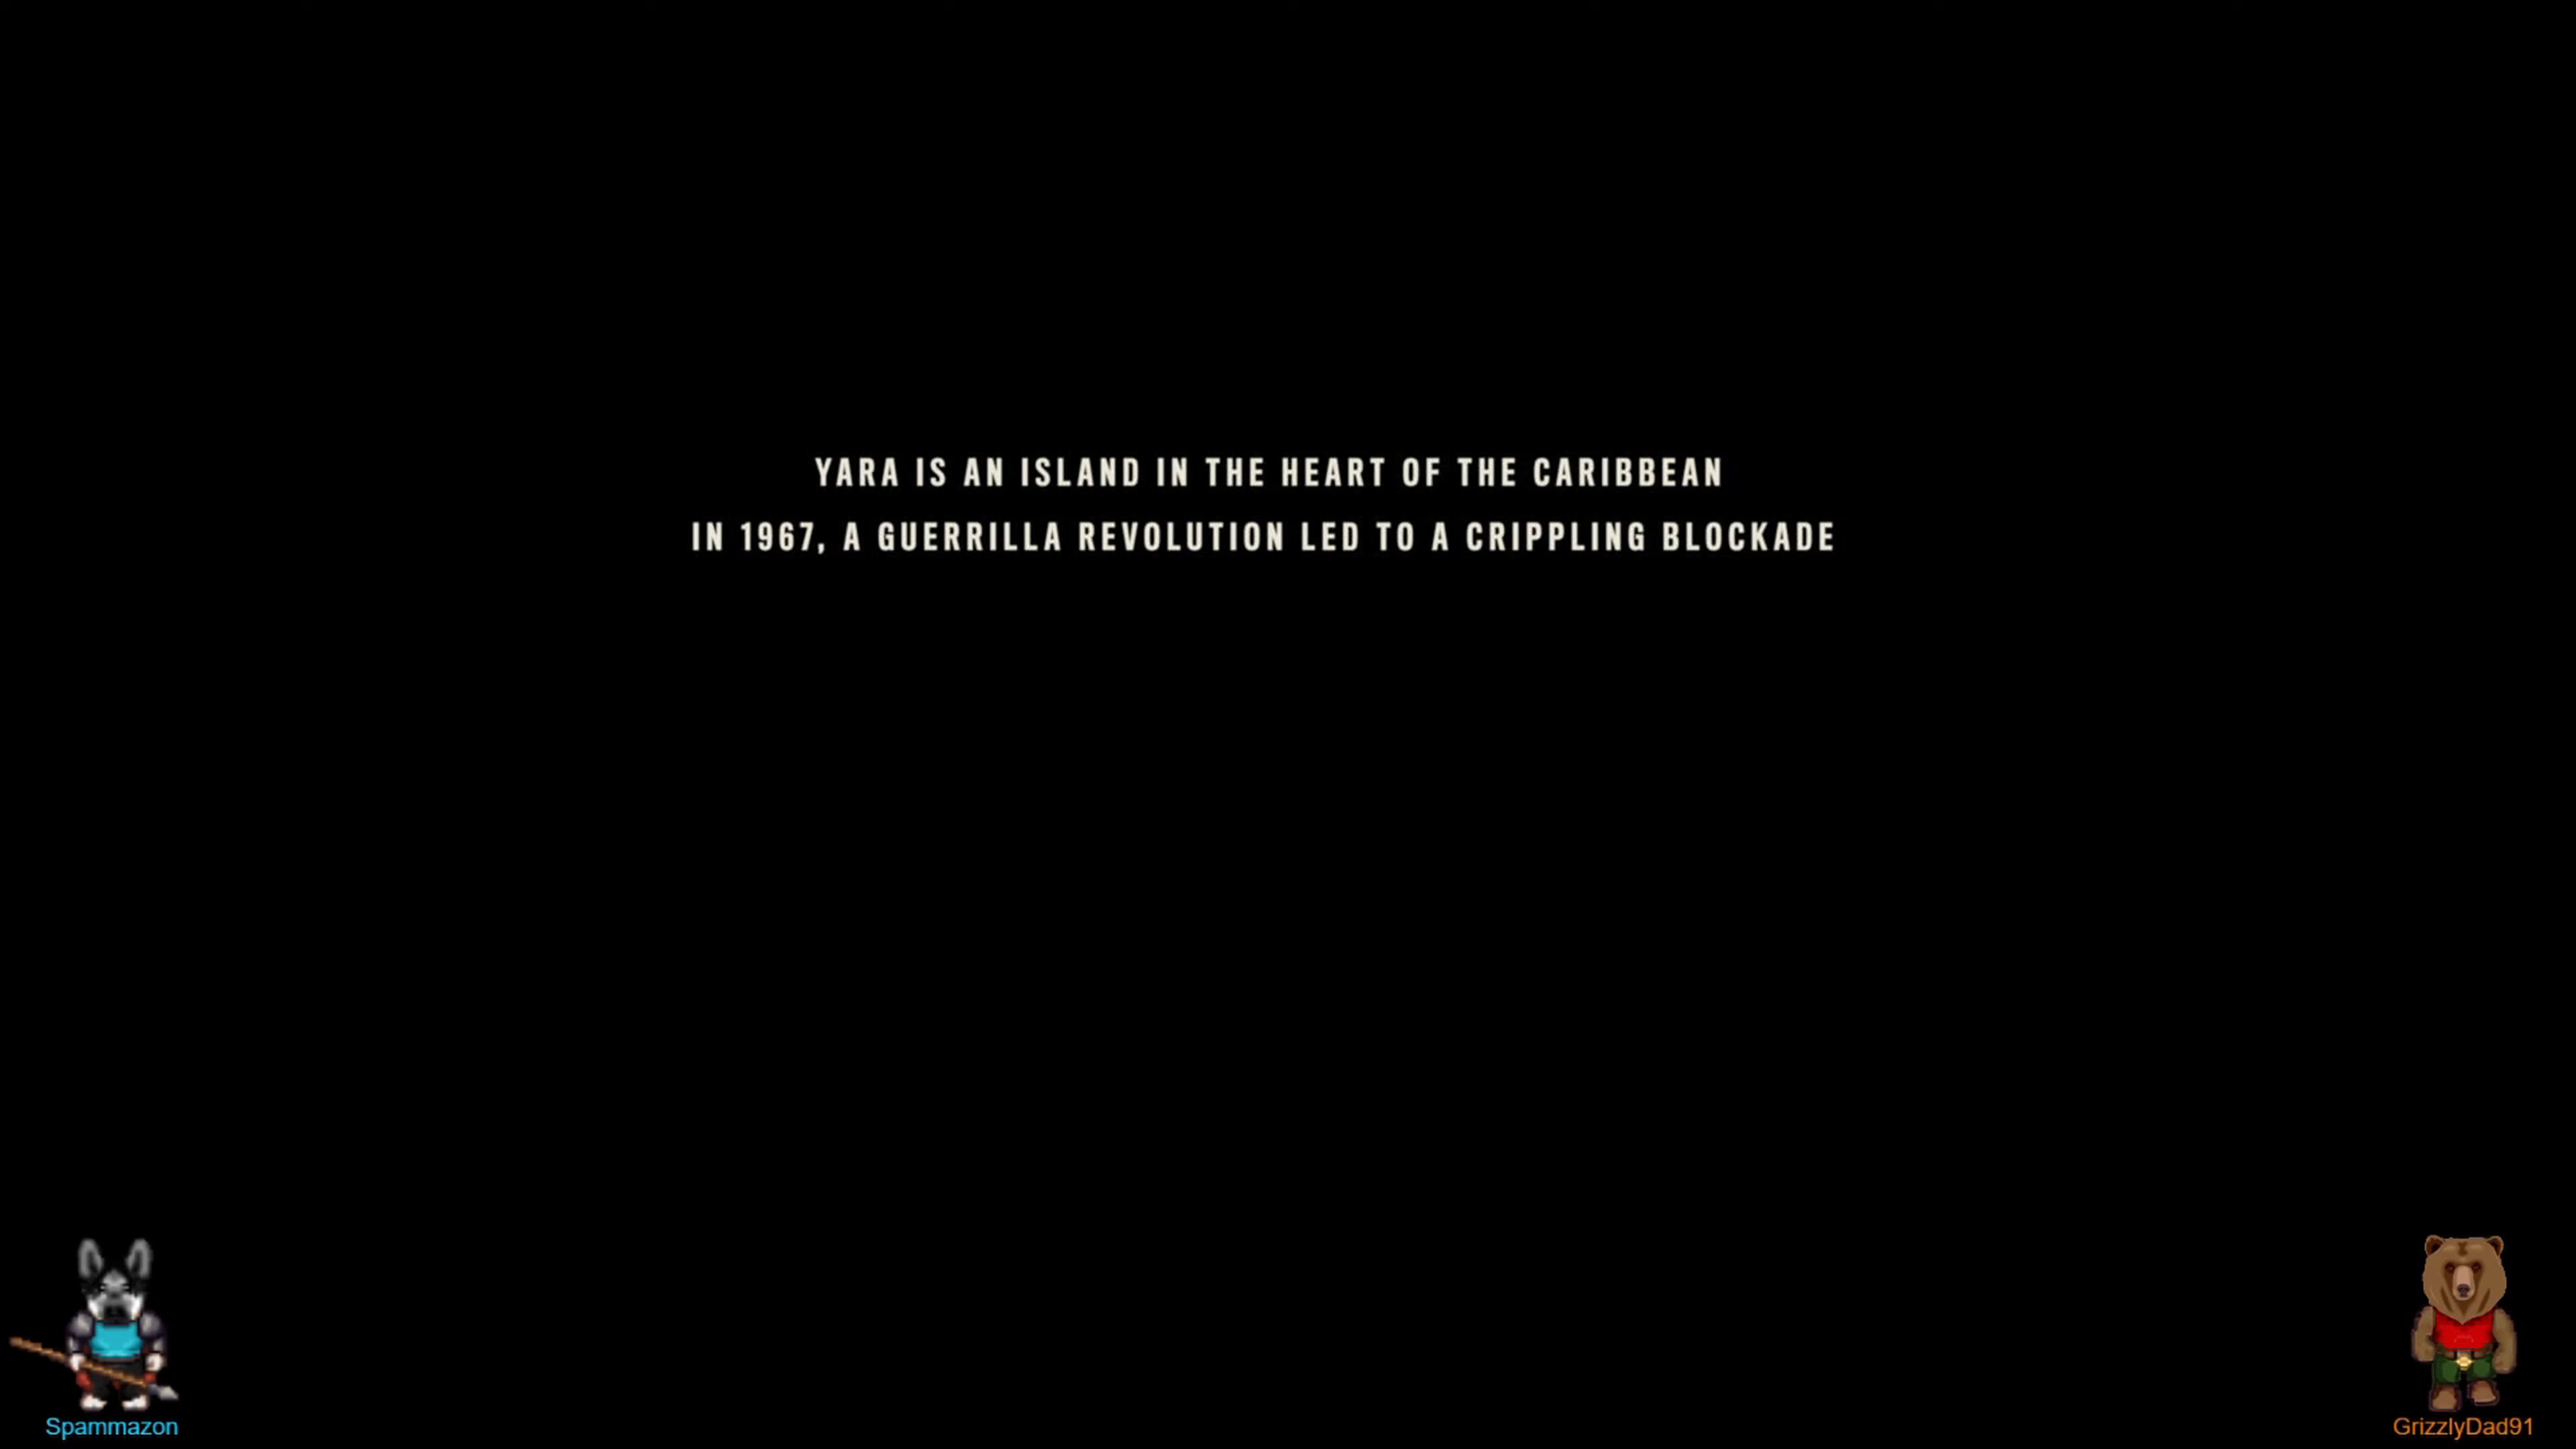 YARA IS AN ISLAND IN THE HEART OF THE CARIBBEAN
IN 1967, A GUERRILLA REVOLUTION LED TO A CRIPPLING BLOCKADE
Spammazon
GrizzlyDad91